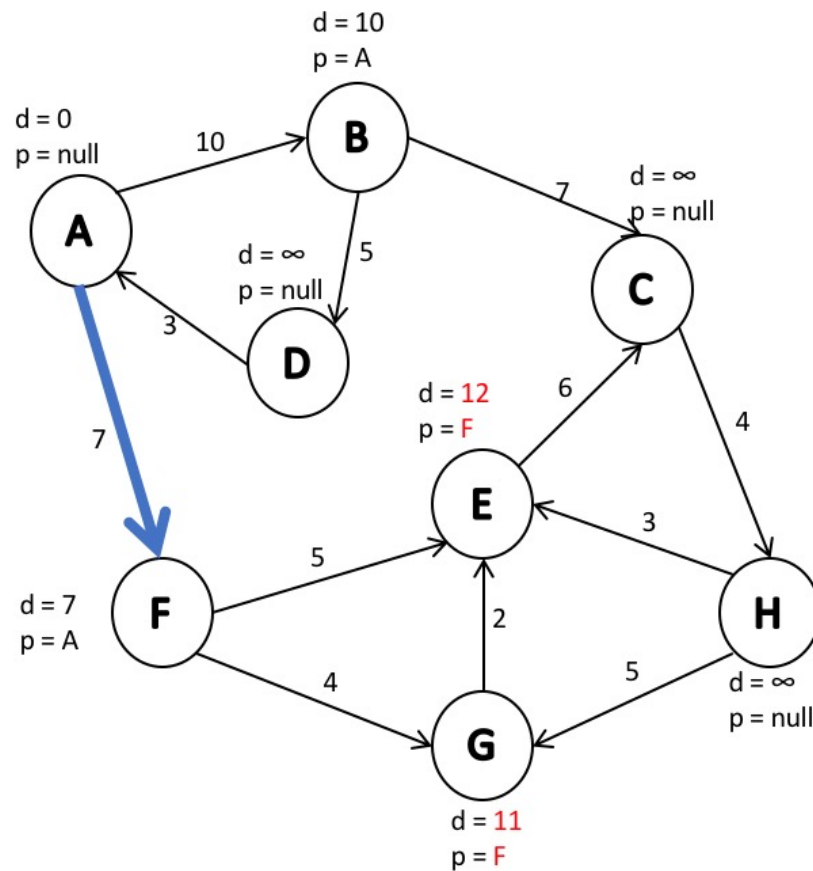 d = 10
p = A
B
d = 0
p = null
10
A
7
d = ∞
p = null
C
5
d = ∞
p = null
D
3
d = 12
p = F
6
4
7
E
3
5
F
d = 7
p = A
2
H
d = ∞
p = null
4
5
G
d = 11
p = F